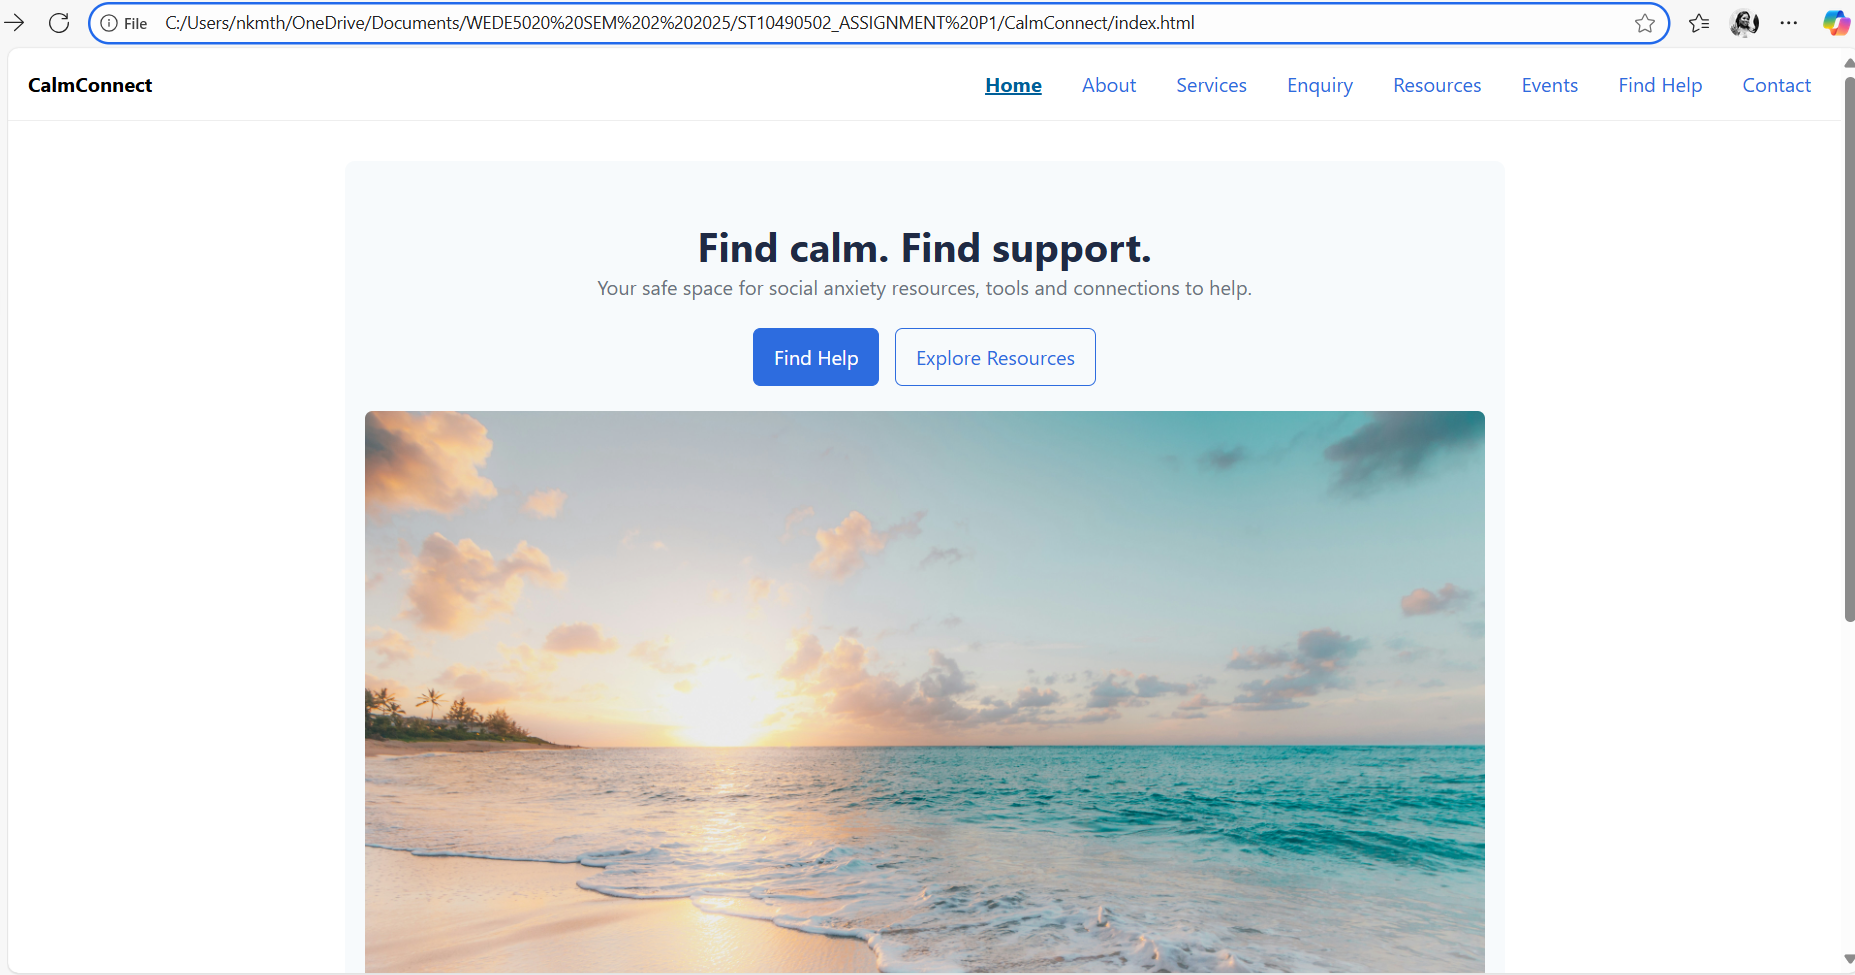 File C:/Users/nkmth/OneDrive/Documents/WEDE5020%20SEM%202%202025/ST10490502_ASSIGNMENT%20P1/CalmConnect/index.html
CalmConnect Home About Services Enquiry Resources Events Find Help Contact
Find calm. Find support.
Your safe space for social anxiety resources, tools and connections to help.
Find Help Explore Resources